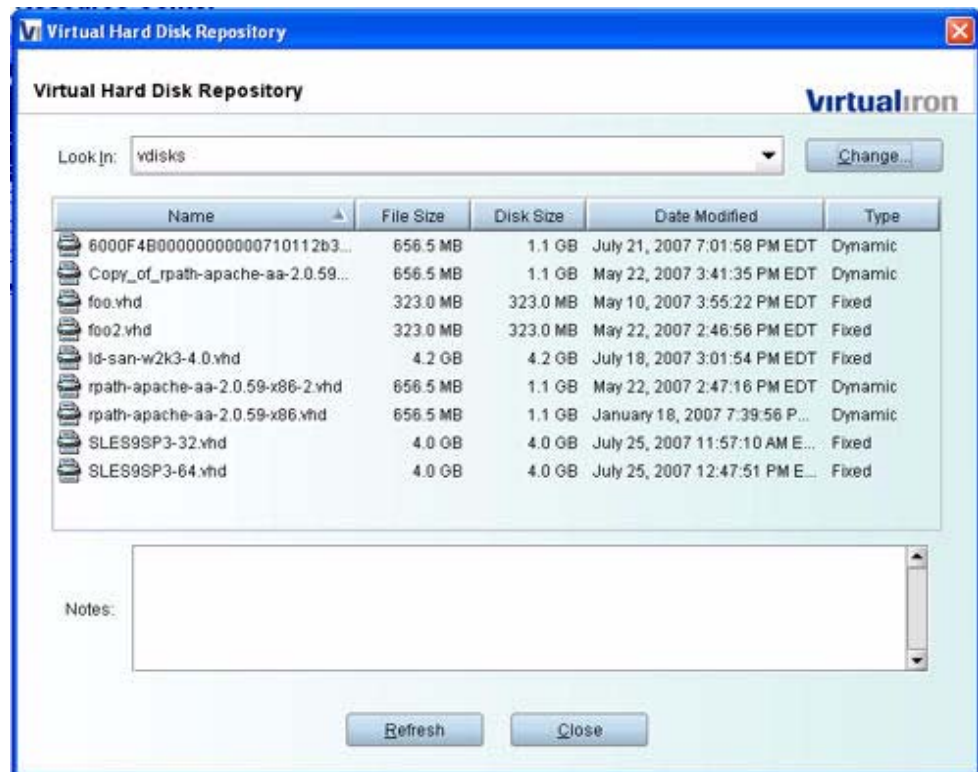 Virtual Hard Disk Repository
Virtual Hard Disk Repository
Virtualiron
Look In: vdisks Change...
Name File Size Disk Size Date Modified Type
6000F4B00000000000710112b3... 656.5 MB 1.1 GB July 21, 2007 7:01:58 PM EDT Dynamic
Copy_of_rpath-apache-aa-2.0.59... 656.5 MB 1.1 GB May 22, 2007 3:41:35 PM EDT Dynamic
foo.vhd 323.0 MB 323.0 MB May 10, 2007 3:55:22 PM EDT Fixed
foo2.vhd 323.0 MB 323.0 MB May 22, 2007 2:46:56 PM EDT Fixed
ld-san-w2k3-4.0.vhd 4.2 GB 4.2 GB July 18, 2007 3:01:54 PM EDT Fixed
rpath-apache-aa-2.0.59-x86-2.vhd 656.5 MB 1.1 GB May 22, 2007 2:47:16 PM EDT Dynamic
rpath-apache-aa-2.0.59-x86.vhd 656.5 MB 1.1 GB January 18, 2007 7:39:56 P... Dynamic
SLES9SP3-32.vhd 4.0 GB 4.0 GB July 25, 2007 11:57:10 AM E... Fixed
SLES9SP3-64.vhd 4.0 GB 4.0 GB July 25, 2007 12:47:51 PM E... Fixed
Notes:
Refresh Close